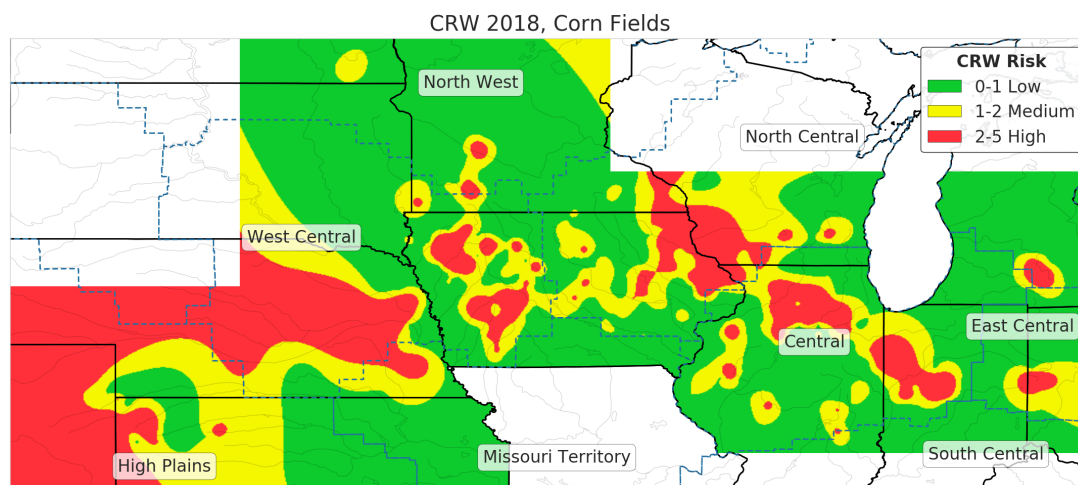 CRW 2018, Corn Fields
CRW Risk
0-1 Low
1-2 Medium
2-5 High
North West
North Central
West Central
East Central
Central
High Plains
Missouri Territory
South Central